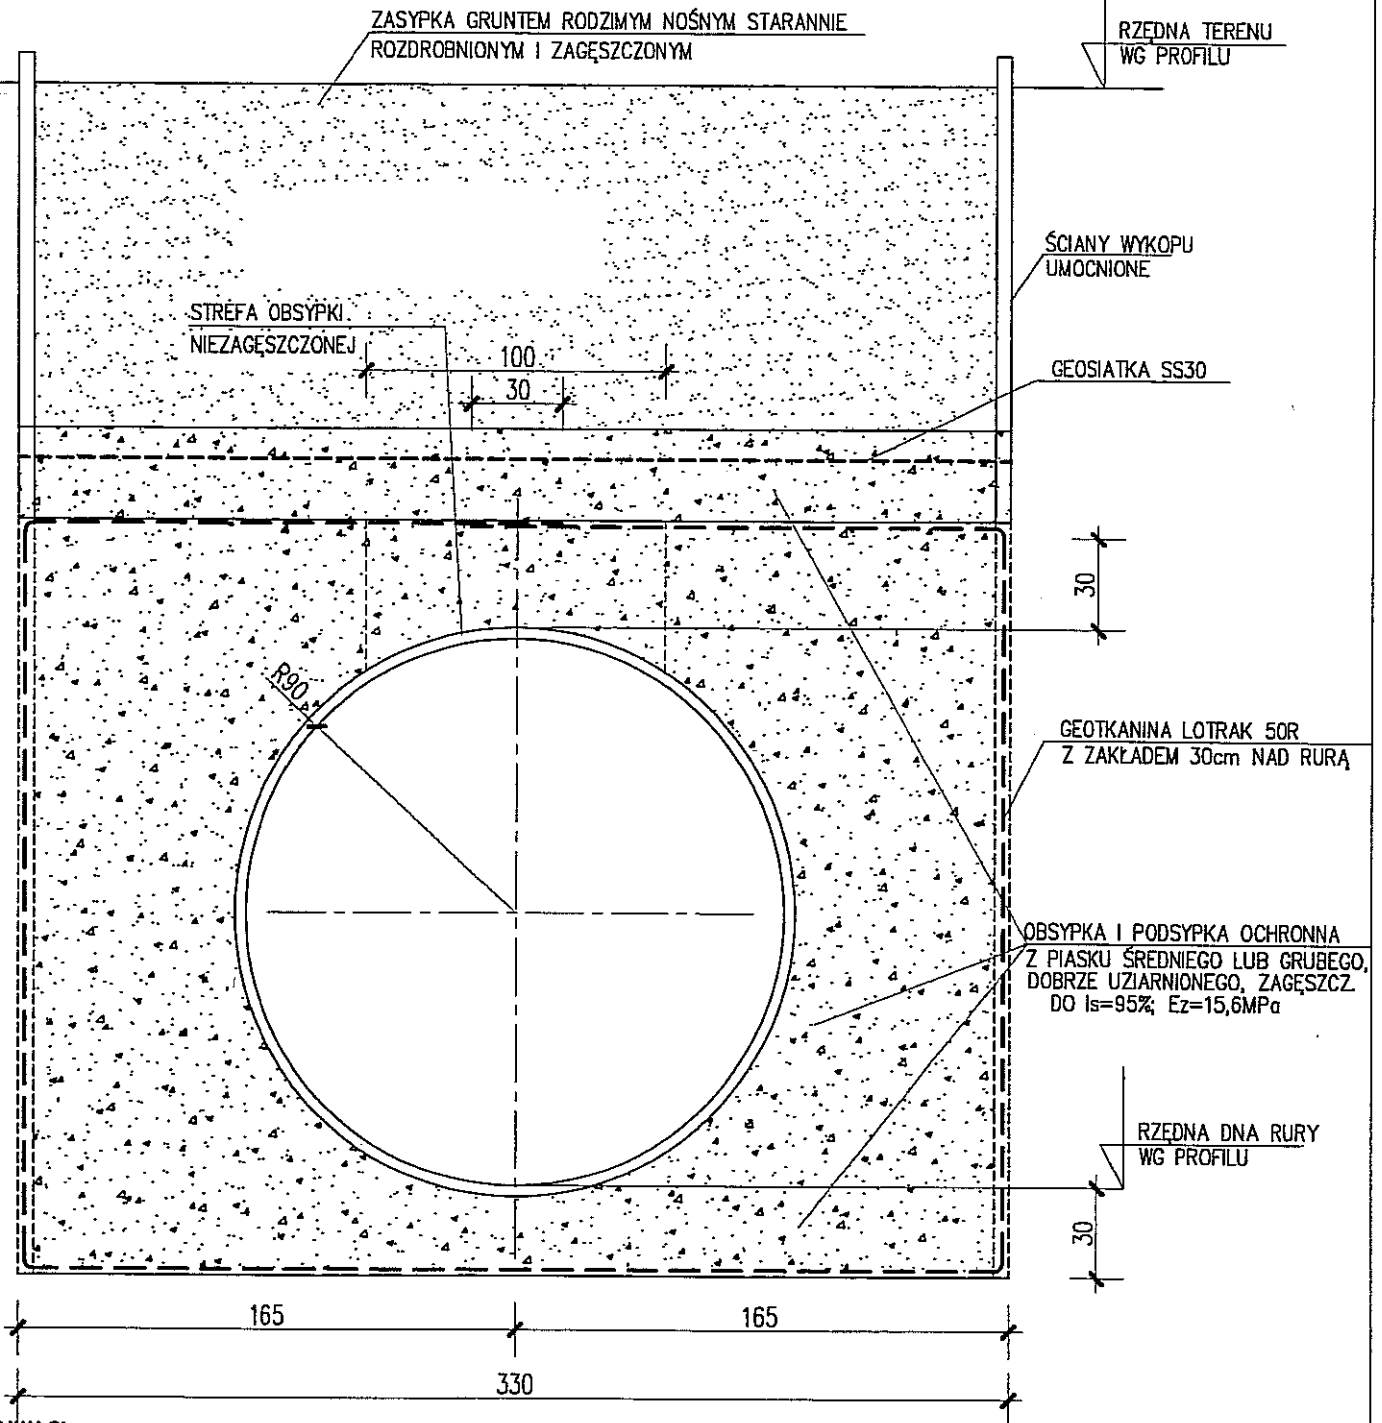 ZASYPKA GRUNTEM RODZIMYM NOŚNYM STARANNIE
ROZDROBNIONYM I ZAGĘSZCZONYM
RZĘDNA TERENU
WG PROFILU
ŚCIANY WYKOPU
UMOCNIONE
STREFA OBSYPKI
NIEZAGĘSZCZONEJ
100
30
GEOSIATKA SS30
30
R90
GEOTKANINA LOTRAK 50R
Z ZAKŁADEM 30cm NAD RURĄ
OBSYPKA I PODSYPKA OCHRONNA
Z PIASKU ŚREDNIEGO LUB GRUBEGO,
DOBRZE UZIARNIONEGO, ZAGĘSZCZ.
DO Is=95%; Ez=15,6MPa
RZĘDNA DNA RURY
WG PROFILU
30
165
165
330